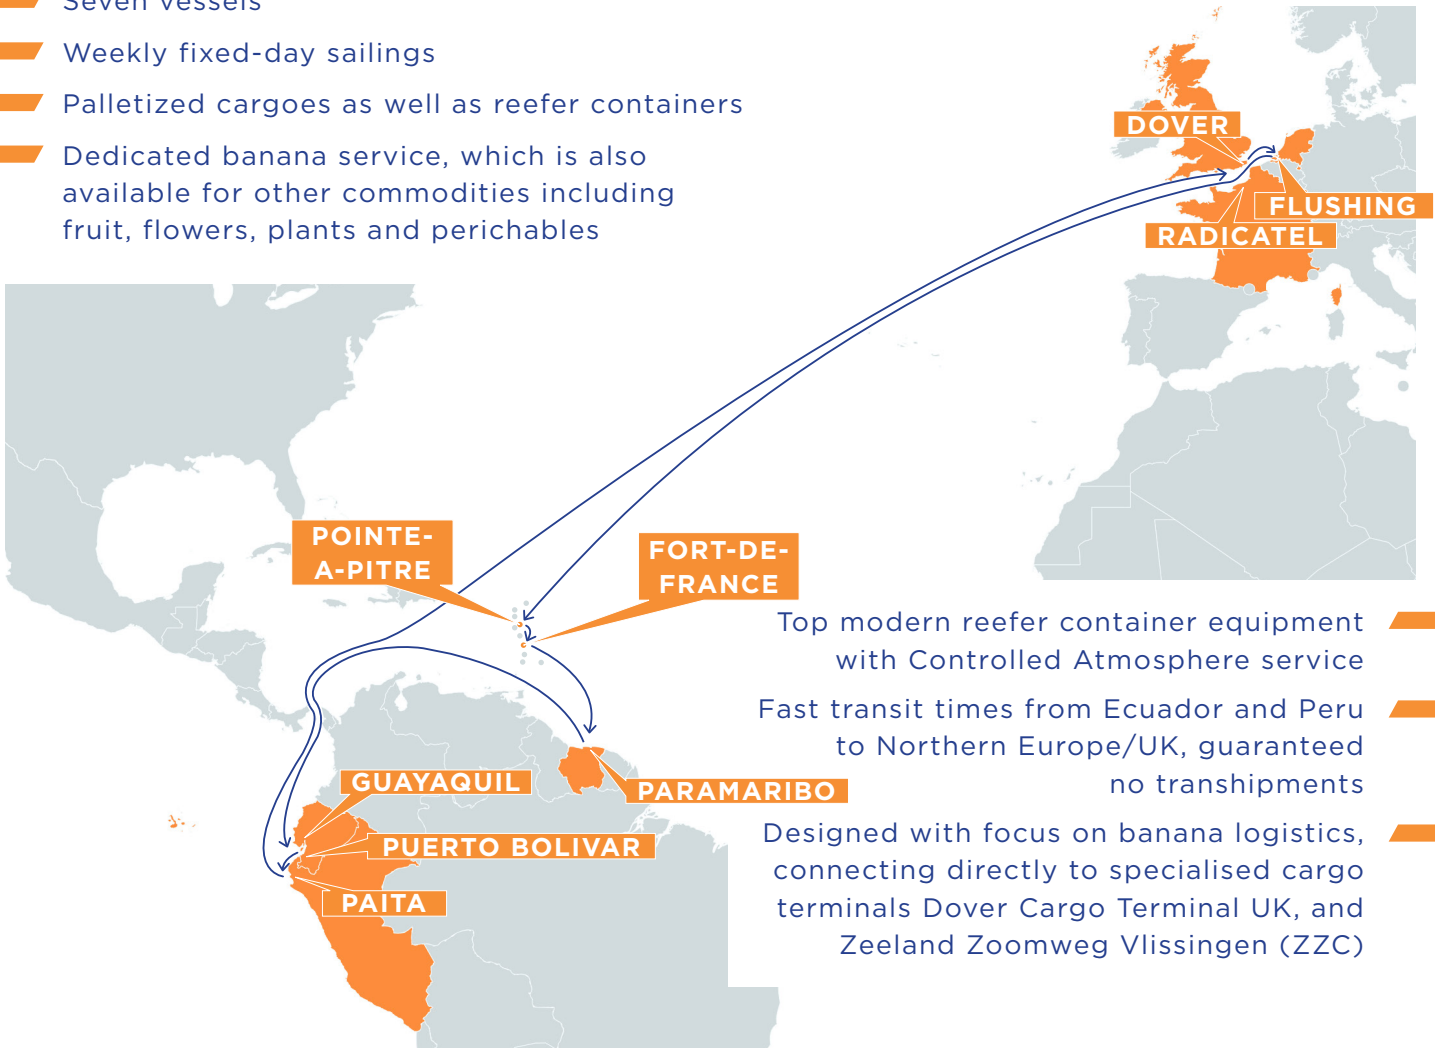 Seven vessels
Weekly fixed-day sailings
Palletized cargoes as well as reefer containers
Dedicated banana service, which is also
available for other commodities including
fruit, flowers, plants and perichables
DOVER
FLUSHING
RADICATEL
POINTE-
A-PITRE
FORT-DE-
FRANCE
Top modern reefer container equipment
with Controlled Atmosphere service
Fast transit times from Ecuador and Peru
to Northern Europe/UK, guaranteed
no transhipments
GUAYAQUIL
PARAMARIBO
PUERTO BOLIVAR
PAITA
Designed with focus on banana logistics,
connecting directly to specialised cargo
terminals Dover Cargo Terminal UK, and
Zeeland Zoomweg Vlissingen (ZZC)